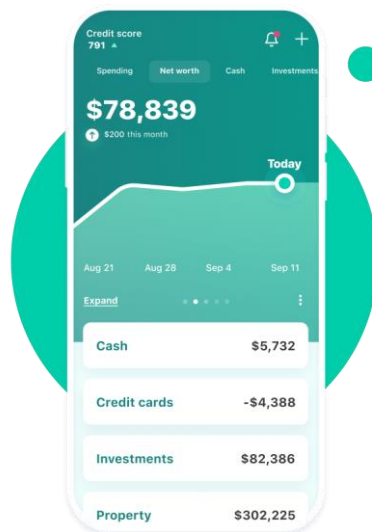 Credit score
791
Spending Net worth Cash Investments
$78,839
$200 this month
Today
Aug 21 Aug 28 Sep 4 Sep 11
Expand
Cash $5,732
Credit cards -$4,388
Investments $82,386
Property $302,225